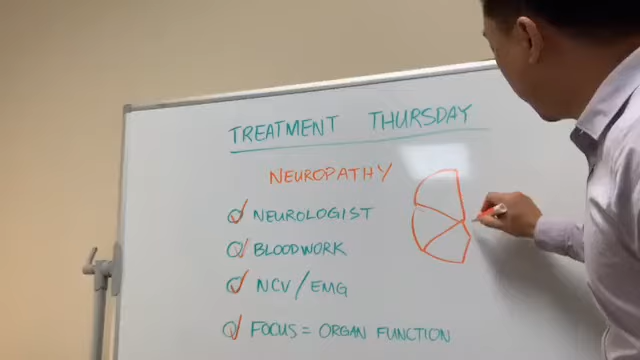 TREATMENT THURSDAY
NEUROPATHY
NEUROLOGIST
BLOODWORK
NCV/EMG
FOCUS = ORGAN FUNCTION